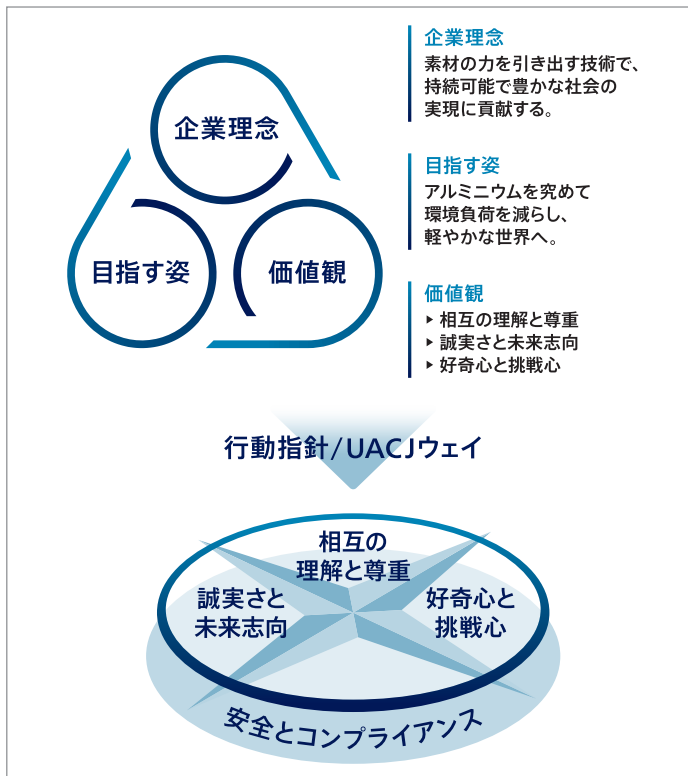 企業理念
目指す姿
価値観
企業理念
素材の力を引き出す技術で、
持続可能で豊かな社会の
実現に貢献する。
目指す姿
アルミニウムを究めて
環境負荷を減らし、
軽やかな世界へ。
価値観
▶ 相互の理解と尊重
▶ 誠実さと未来志向
▶ 好奇心と挑戦心
行動指針/UACJウェイ
相互の
理解と尊重
誠実さと
未来志向
好奇心と
挑戦心
安全とコンプライアンス